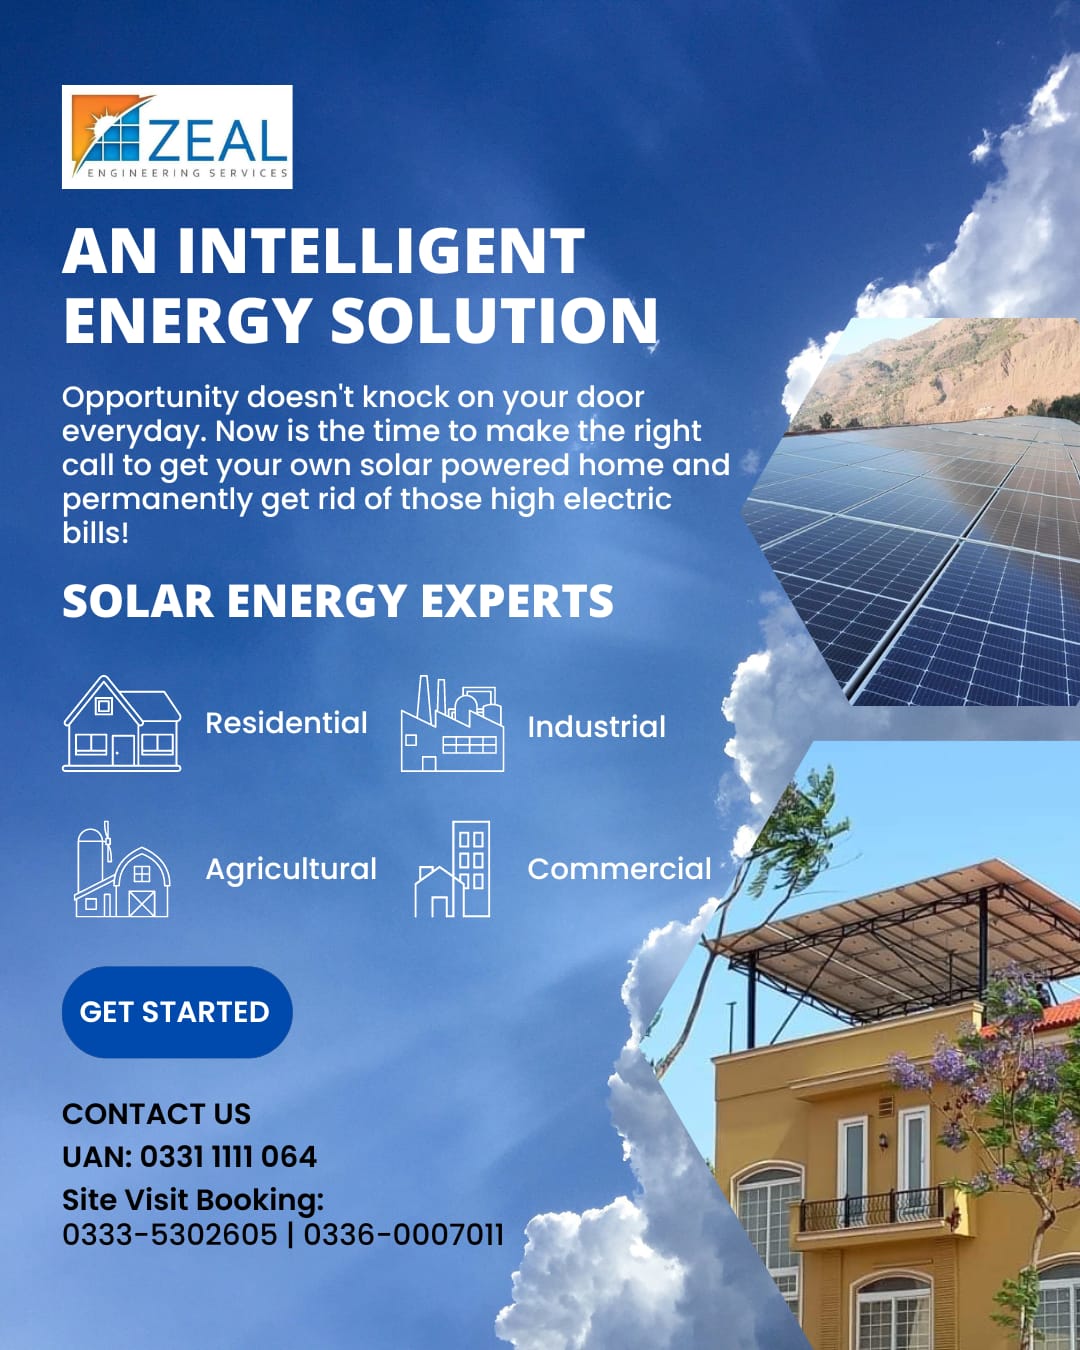 ZEAL
ENGINEERING SERVICES
AN INTELLIGENT
ENERGY SOLUTION
Opportunity doesn't knock on your door
everyday. Now is the time to make the right
call to get your own solar powered home and
permanently get rid of those high electric
bills!
SOLAR ENERGY EXPERTS
Residential
Industrial
Agricultural
Commercial
GET STARTED
CONTACT US
UAN: 0331 1111 064
Site Visit Booking:
0333-5302605 | 0336-0007011